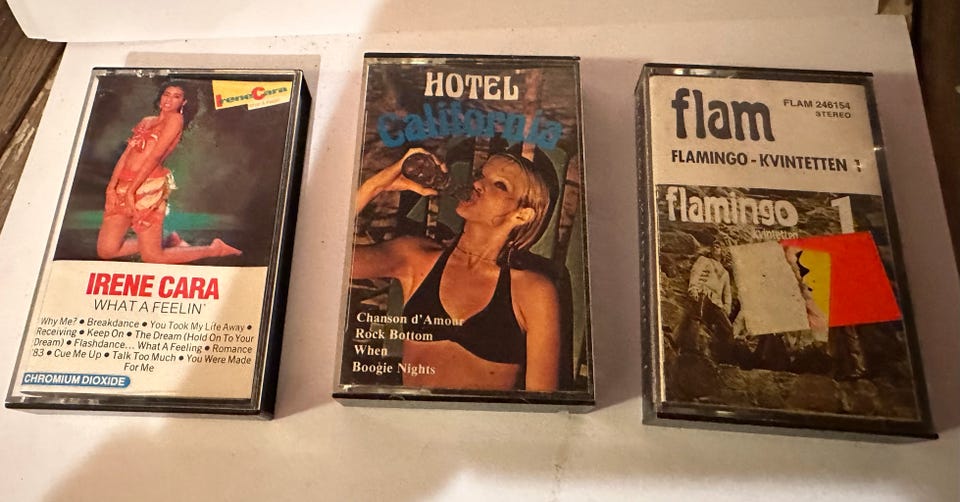 Irene Cara
IRENE CARA
WHAT A FEELIN'
Why Me? • Breakdance • You Took My Life Away •
Receiving • Keep On • The Dream (Hold On To Your
Dream) • Flashdance... What A Feeling • Romance
'83 • Cue Me Up • Talk Too Much • You Were Made
For Me
CHROMIUM DIOXIDE
HOTEL
California
Chanson d'Amour
Rock Bottom
When
Boogie Nights
flam
FLAM 246154
STEREO
FLAMINGO-KVINTETTEN 1
flamingo 1
kvintetten